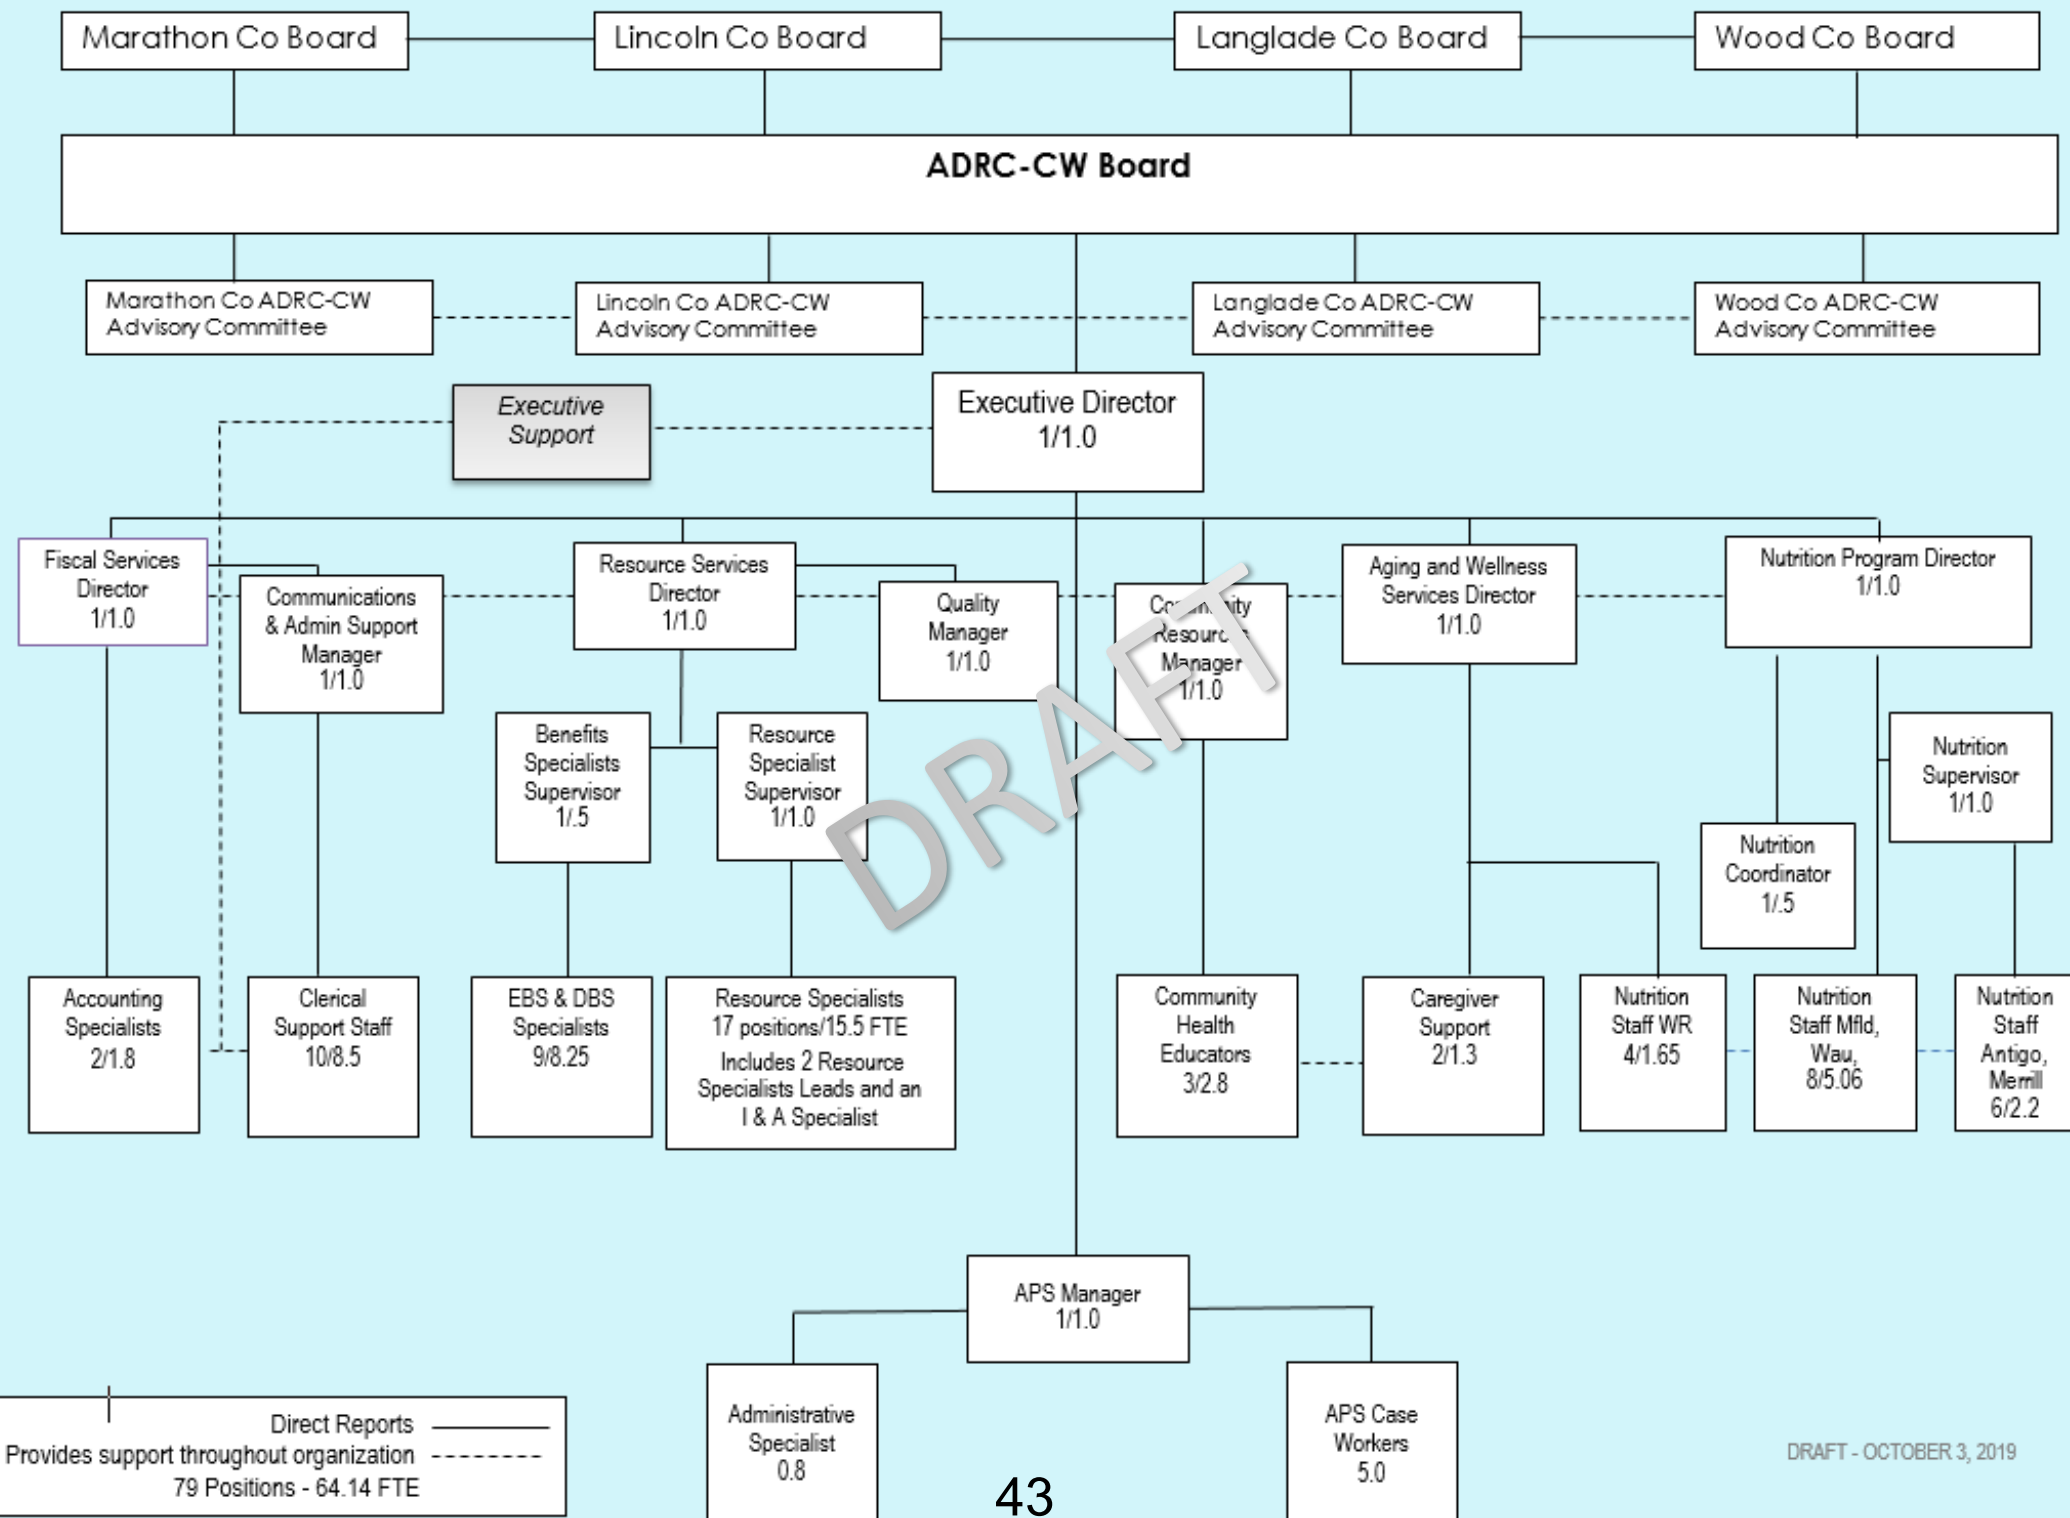 Marathon Co Board
Lincoln Co Board
Langlade Co Board
Wood Co Board
ADRC-CW Board
Marathon Co ADRC-CW
Advisory Committee
Lincoln Co ADRC-CW
Advisory Committee
Langlade Co ADRC-CW
Advisory Committee
Wood Co ADRC-CW
Advisory Committee
Executive
Support
Executive Director
1/1.0
Fiscal Services
Director
1/1.0
Communications
& Admin Support
Manager
1/1.0
Resource Services
Director
1/1.0
Quality
Manager
1/1.0
Community
Resources
Manager
1/1.0
Aging and Wellness
Services Director
1/1.0
Nutrition Program Director
1/1.0
Benefits
Specialists
Supervisor
1/.5
Resource
Specialist
Supervisor
1/1.0
Nutrition
Supervisor
1/1.0
Nutrition
Coordinator
1/.5
DRAFT
Accounting
Specialists
2/1.8
Clerical
Support Staff
10/8.5
EBS & DBS
Specialists
9/8.25
Resource Specialists
17 positions/15.5 FTE
Includes 2 Resource
Specialists Leads and an
I & A Specialist
Community
Health
Educators
3/2.8
Caregiver
Support
2/1.3
Nutrition
Staff WR
4/1.65
Nutrition
Staff Mfld,
Wau,
8/5.06
Nutrition
Staff
Antigo,
Merrill
6/2.2
APS Manager
1/1.0
Administrative
Specialist
0.8
APS Case
Workers
5.0
Direct Reports
Provides support throughout organization
79 Positions - 64.14 FTE
43
DRAFT - OCTOBER 3, 2019